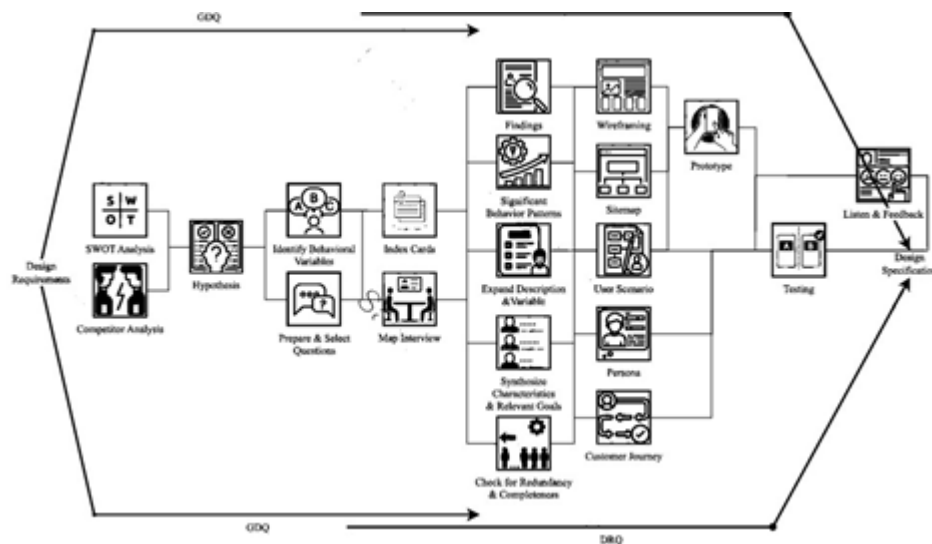 GDQ
Findings
Wireframing
Prototype
S W
O T
A B C
SWOT Analysis
Hypothesis
Identify Behavioral
Variables
Index Cards
Significant
Behavior Patterns
Sitemap
Listen & Feedback
Design
Requirements
Competitor Analysis
Prepare & Select
Questions
Map Interview
Expand Description
&Variable
User Scenario
A B
Testing
Design
Specification
Synthesize
Characteristics
& Relevant Goals
Persona
Check for Redundancy
& Completences
Customer Journey
GDQ
DRQ